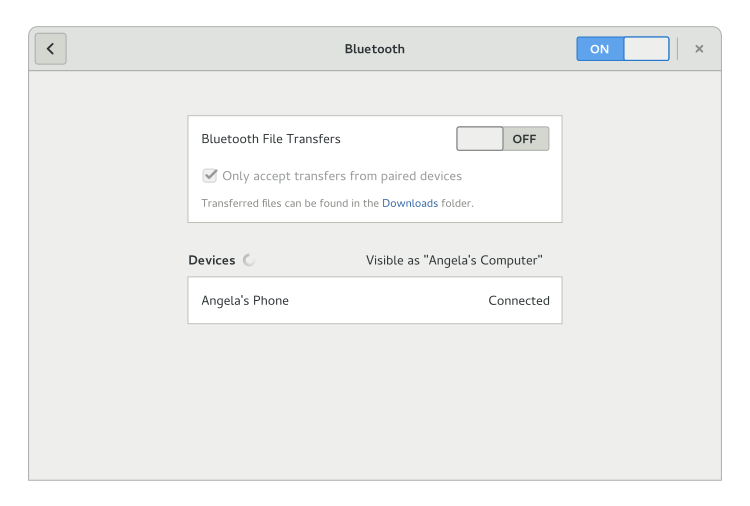 Bluetooth
ON
Bluetooth File Transfers
OFF
Only accept transfers from paired devices
Transferred files can be found in the Downloads folder.
Devices
Visible as "Angela's Computer"
Angela's Phone
Connected